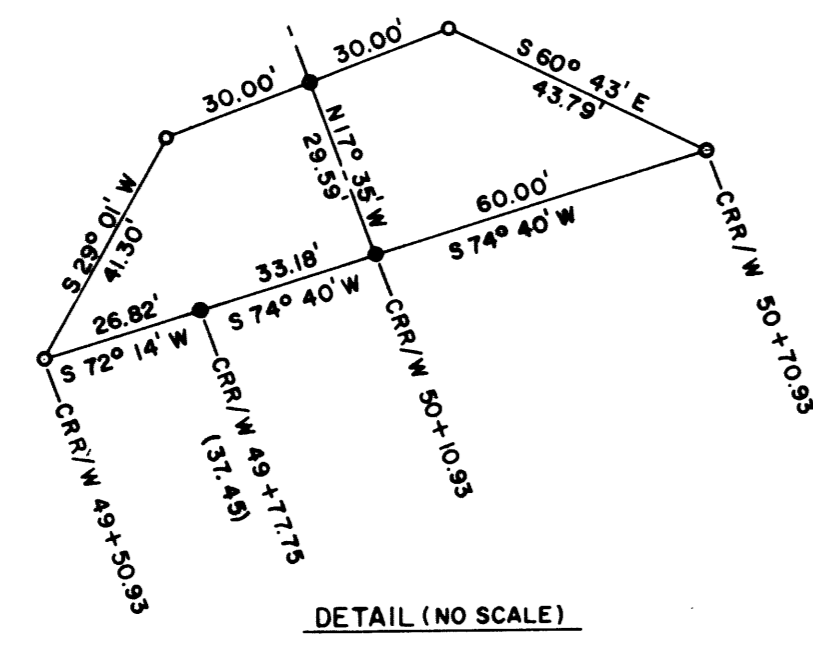 30.00'
30.00'
S 60° 43' E
43.79'
N 17° 35' W
29.59'
S 29° 01' W
41.30'
60.00'
S 74° 40' W
33.18'
S 74° 40' W
26.82'
S 72° 14' W
CRR/W 50+70.93
CRR/W 50+10.93
CRR/W 49+77.75
(37.45)
CRR/W 49+50.93
DETAIL (NO SCALE)